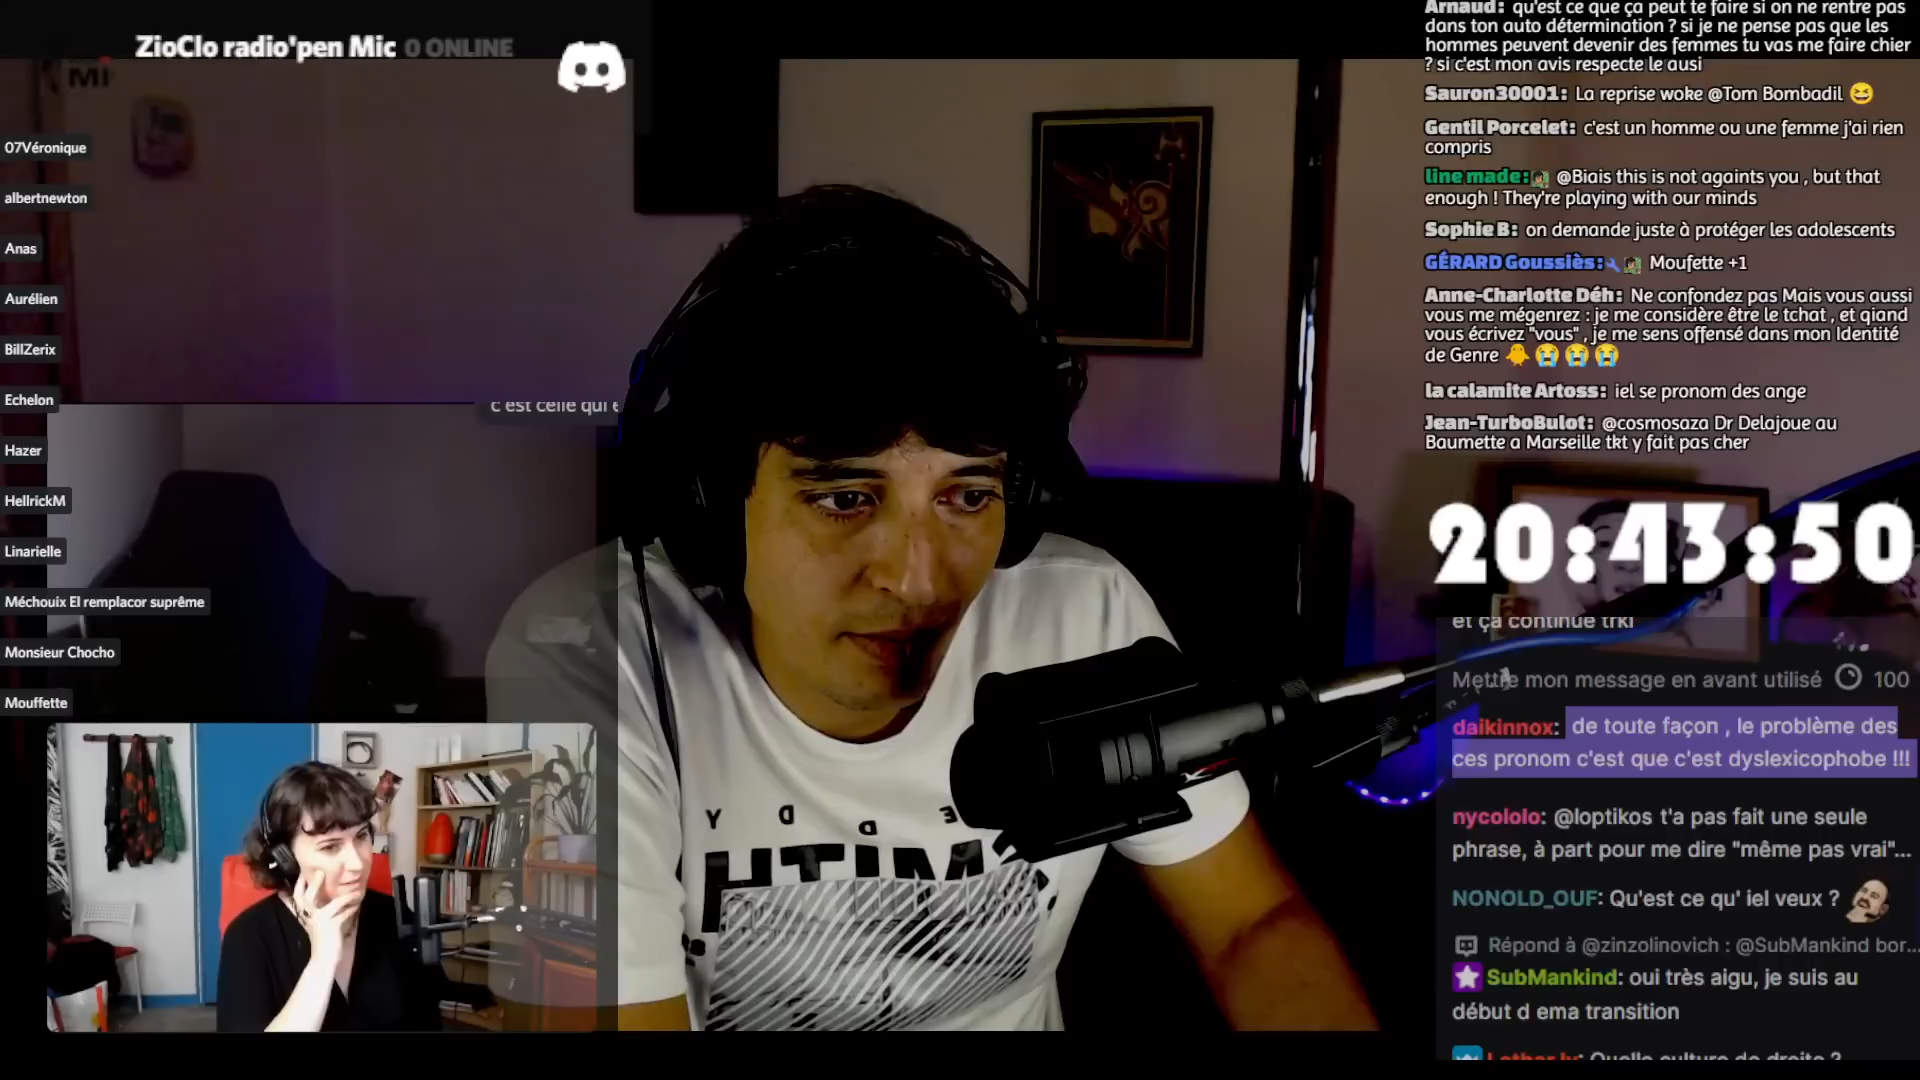 ZioClo radio'pen Mic 0 ONLINE
MI
07Véronique
albertnewton
Anas
Aurélien
BillZerix
Echelon
Hazer
HellrickM
Linarielle
Méchouix El remplacor suprême
Monsieur Chocho
Mouffette
c'est celle qui
Arnaud: qu'est ce que ça peut te faire si on ne rentre pas
dans ton auto détermination ? si je ne pense pas que les
hommes peuvent devenir des femmes tu vas me faire chier
? si c'est mon avis respecte le ausi
Sauron30001: La reprise woke @Tom Bombadil 😆
Gentil Porcelet: c'est un homme ou une femme j'ai rien
compris
line made: @Biais this is not againts you , but that
enough ! They're playing with our minds
Sophie B: on demande juste à protéger les adolescents
GÉRARD Goussiès: Moufette +1
Anne-Charlotte Déh: Ne confondez pas Mais vous aussi
vous me mégenrez : je me considère être le tchat , et qiand
vous écrivez "vous" , je me sens offensé dans mon Identité
de Genre 🐥😭😭😭
la calamite Artoss: iel se pronom des ange
Jean-TurboBulot: @cosmosaza Dr Delajoue au
Baumette a Marseille tkt y fait pas cher
20:43:50
et ça continue trkl
Mettre mon message en avant utilisé 100
daikinnox: de toute façon , le problème des
ces pronom c'est que c'est dyslexicophobe !!!
nycololo: @loptikos t'a pas fait une seule
phrase, à part pour me dire "même pas vrai"...
NONOLD_OUF: Qu'est ce qu' iel veux ?
Répond à @zinzolinovich : @SubMankind bor...
SubMankind: oui très aigu, je suis au
début d ema transition
Quelle culture de droite ?